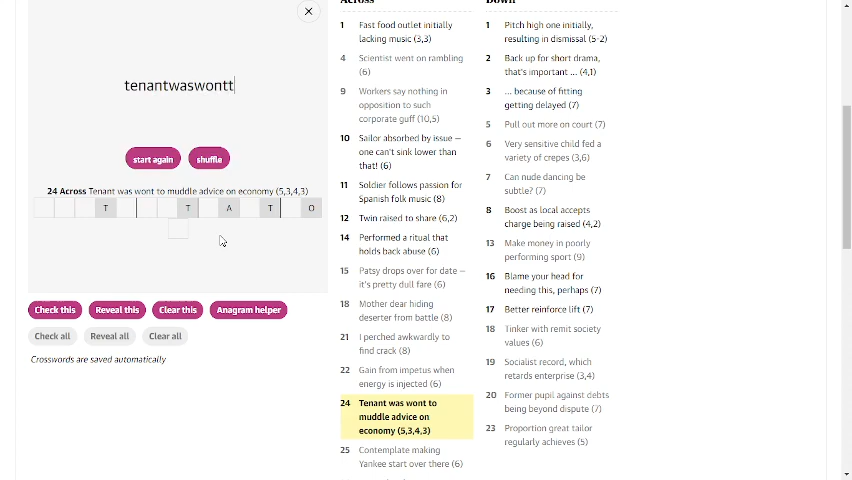 Across
Down
tenantwaswontt
start again
shuffle
24 Across Tenant was wont to muddle advice on economy (5,3,4,3)
T T A T O
Check this
Reveal this
Clear this
Anagram helper
Check all
Reveal all
Clear all
Crosswords are saved automatically
1 Fast food outlet initially
lacking music (3,3)
4 Scientist went on rambling
(6)
9 Workers say nothing in
opposition to such
corporate guff (10,5)
10 Sailor absorbed by issue –
one can't sink lower than
that! (6)
11 Soldier follows passion for
Spanish folk music (8)
12 Twin raised to share (6,2)
14 Performed a ritual that
holds back abuse (6)
15 Patsy drops over for date –
it's pretty dull fare (6)
18 Mother dear hiding
deserter from battle (8)
21 I perched awkwardly to
find crack (8)
22 Gain from impetus when
energy is injected (6)
24 Tenant was wont to
muddle advice on
economy (5,3,4,3)
25 Contemplate making
Yankee start over there (6)
1 Pitch high one initially,
resulting in dismissal (5-2)
2 Back up for short drama,
that's important ... (4,1)
3 ... because of fitting
getting delayed (7)
5 Pull out more on court (7)
6 Very sensitive child fed a
variety of crepes (3,6)
7 Can nude dancing be
subtle? (7)
8 Boost as local accepts
charge being raised (4,2)
13 Make money in poorly
performing sport (9)
16 Blame your head for
needing this, perhaps (7)
17 Better reinforce lift (7)
18 Tinker with remit society
values (6)
19 Socialist record, which
retards enterprise (3,4)
20 Former pupil against debts
being beyond dispute (7)
23 Proportion great tailor
regularly achieves (5)